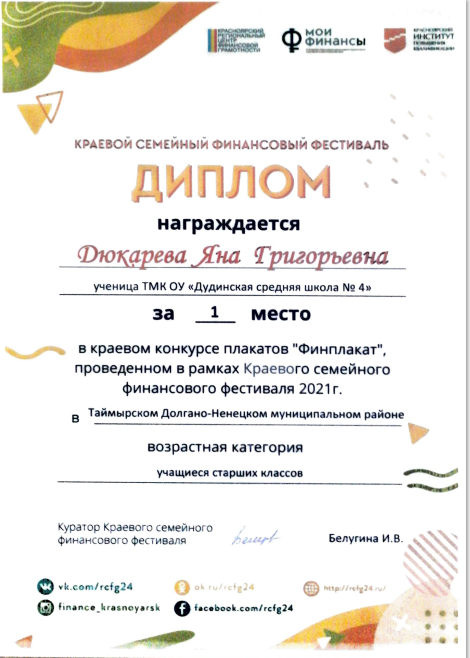 КРАСНОЯРСКИЙ
РЕГИОНАЛЬНЫЙ
ЦЕНТР
ФИНАНСОВОЙ
ГРАМОТНОСТИ
мои
финансы
КРАСНОЯРСКИЙ
ИНСТИТУТ
ПОВЫШЕНИЯ
КВАЛИФИКАЦИИ
КРАЕВОЙ СЕМЕЙНЫЙ ФИНАНСОВЫЙ ФЕСТИВАЛЬ
ДИПЛОМ
награждается
Дюкарева Яна Григорьевна
ученица ТМК ОУ «Дудинская средняя школа № 4»
за 1 место
в краевом конкурсе плакатов "Финплакат",
проведенном в рамках Краевого семейного
финансового фестиваля 2021г.
в Таймырском Долгано-Ненецком муниципальном районе
возрастная категория
учащиеся старших классов
Куратор Краевого семейного
финансового фестиваля
Белугина И.В.
vk.com/rcfg24
ok.ru/rcfg24
http://rcfg24.ru/
finance_krasnoyarsk
facebook.com/rcfg24